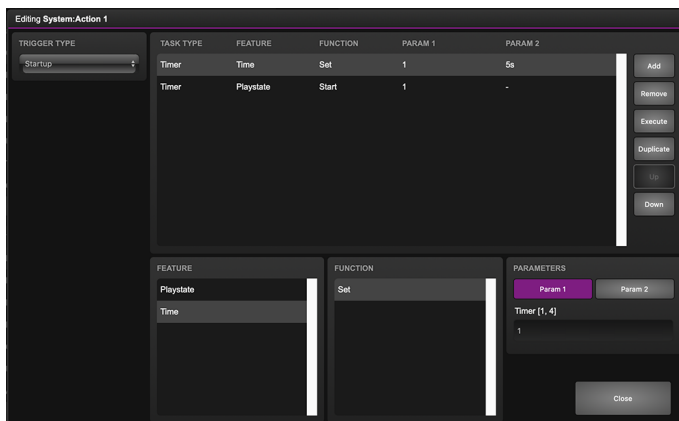 Editing System:Action 1
TRIGGER TYPE
Startup
TASK TYPE FEATURE FUNCTION PARAM 1 PARAM 2
Timer Time Set 1 5s
Timer Playstate Start 1 -
Add
Remove
Execute
Duplicate
Up
Down
FEATURE
Playstate
Time
FUNCTION
Set
PARAMETERS
Param 1 Param 2
Timer [1, 4]
1
Close